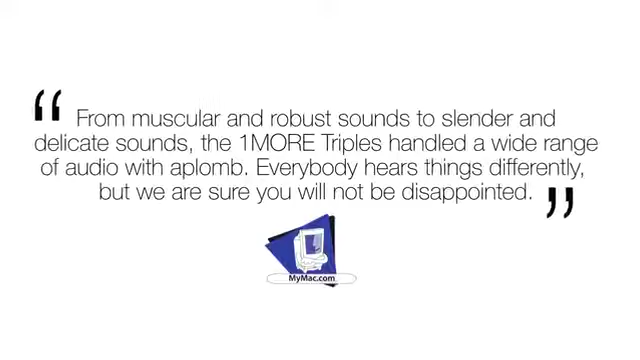 “ From muscular and robust sounds to slender and
delicate sounds, the 1MORE Triples handled a wide range
of audio with aplomb. Everybody hears things differently,
but we are sure you will not be disappointed. ”
MyMac.com